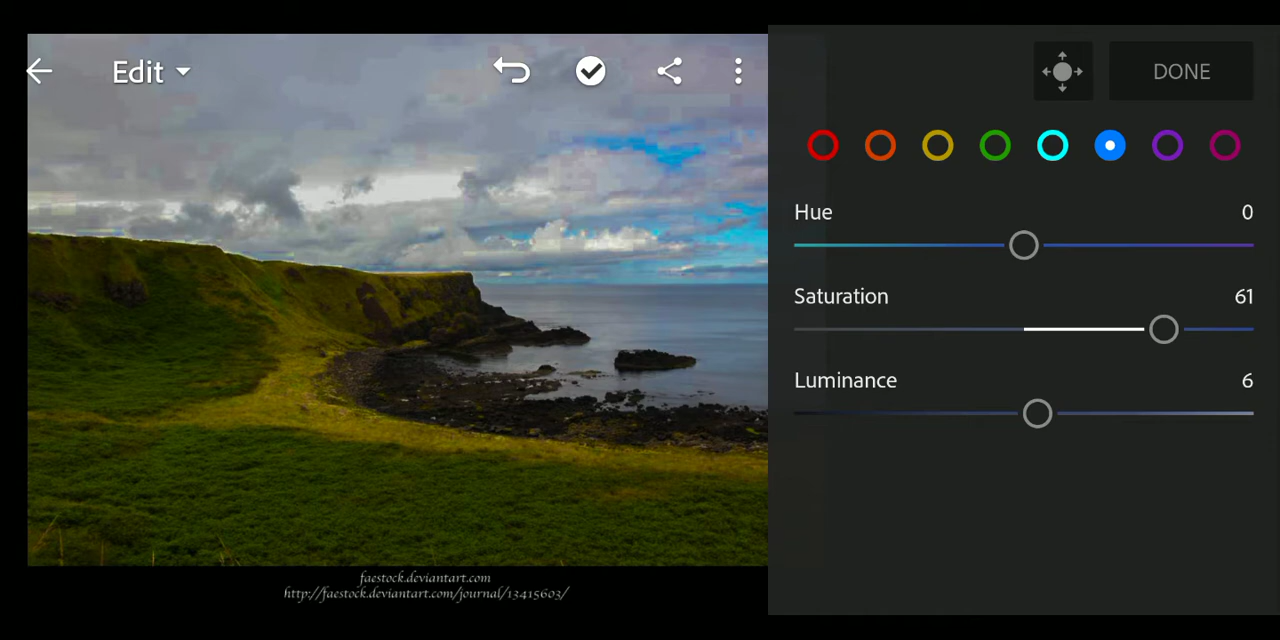 Edit
DONE
Hue 0
Saturation 61
Luminance 6
faestock.deviantart.com
http://faestock.deviantart.com/journal/13415603/